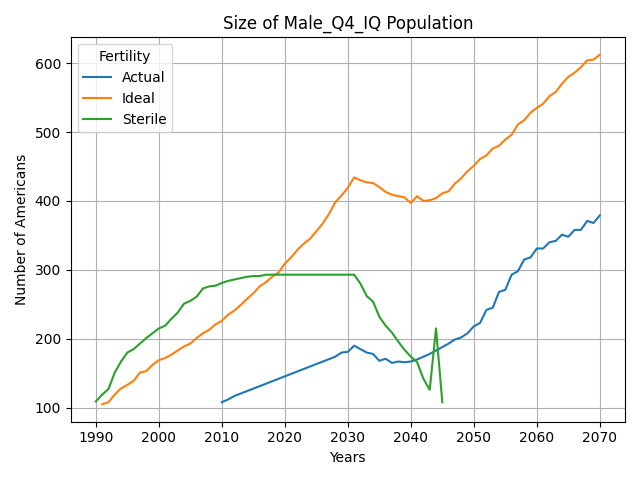 Size of Male_Q4_IQ Population
Fertility
Actual
Ideal
Sterile
Number of Americans
600
500
400
300
200
100
1990
2000
2010
2020
2030
2040
2050
2060
2070
Years